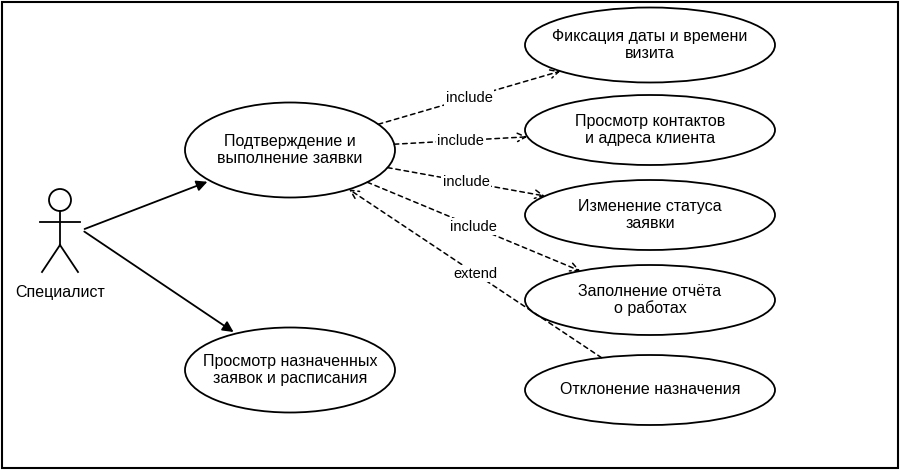 Фиксация даты и времени
визита
include
Просмотр контактов
и адреса клиента
include
Подтверждение и
выполнение заявки
include
Изменение статуса
заявки
include
Специалист
extend
Заполнение отчёта
о работах
Просмотр назначенных
заявок и расписания
Отклонение назначения